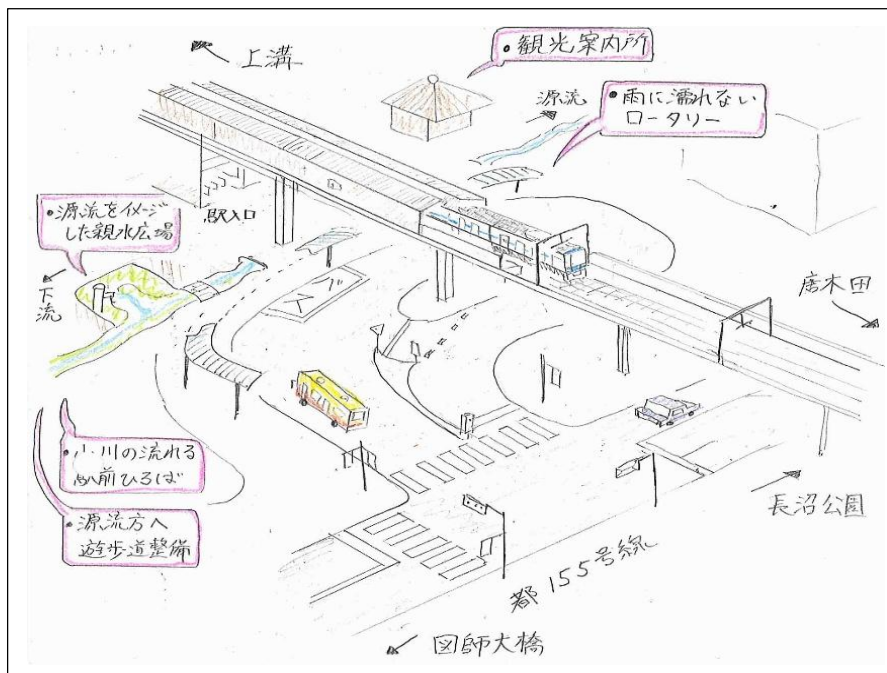 上溝
・観光案内所
源流
・雨に濡れない
ロータリー
駅入口
・源流をイメージ
した親水広場
下流
バス
唐木田
・小川の流れる
駅前ひろば
長沼公園
・源流方へ
遊歩道整備
都155号線
図師大橋